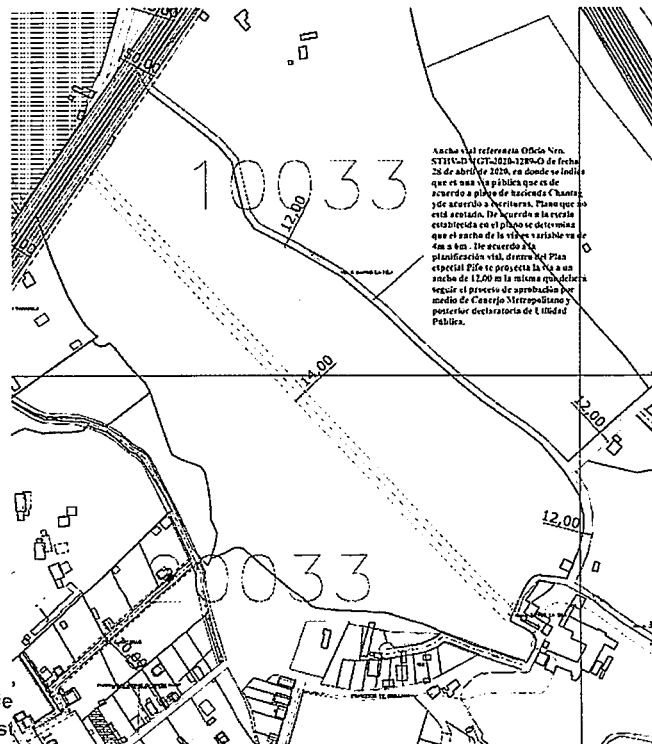 50,00
10033
Ancho vial referencia Oficio Nro.
STHV-DMGT-2020-1289-O de fecha
28 de abril de 2020, en donde se indica
que es una vía pública que es de
acuerdo a plano de hacienda Chantag
y de acuerdo a escrituras. Plano que no
está acotado. De acuerdo a la escala
establecida en el plano se determina
que el ancho de la vía es variable va de
4m a 6m . De acuerdo a la
planificación vial, dentro del Plan
especial Pifo se proyecta la vía a un
ancho de 12,00 m la misma que deberá
seguir el proceso de aprobación por
medio de Concejo Metropolitano y
posterior declaratoria de Utilidad
Pública.
12,00
14,00
12,00
12,00
0033